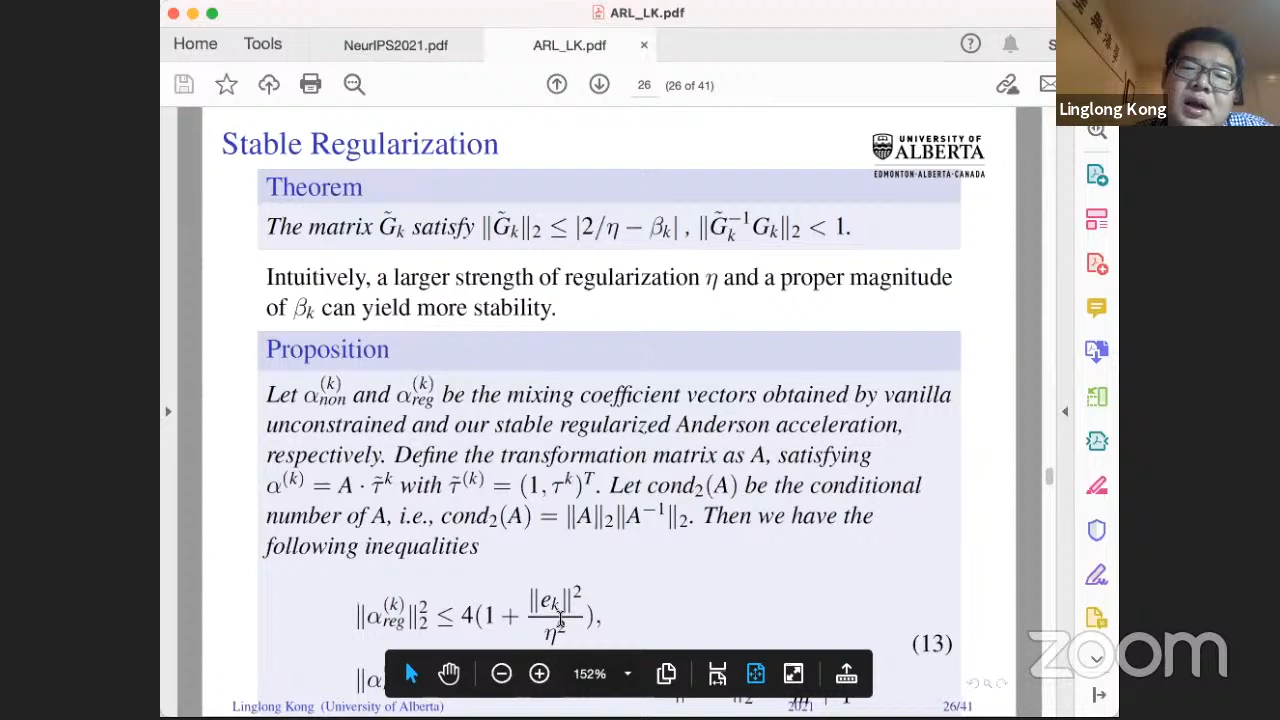 ARL_LK.pdf
Home
Tools
NeurIPS2021.pdf
ARL_LK.pdf
26
(26 of 41)
Linglong Kong
Stable Regularization
UNIVERSITY OF
ALBERTA
EDMONTON·ALBERTA·CANADA
Theorem
The matrix G̃ₖ satisfy ‖G̃ₖ‖₂ ≤ |2/η − βₖ| , ‖G̃ₖ⁻¹Gₖ‖₂ < 1.
Intuitively, a larger strength of regularization η and a proper magnitude
of βₖ can yield more stability.
Proposition
Let α_non^(k) and α_reg^(k) be the mixing coefficient vectors obtained by vanilla
unconstrained and our stable regularized Anderson acceleration,
respectively. Define the transformation matrix as A, satisfying
α^(k) = A · τ̃^k with τ̃^(k) = (1, τ^k)^T. Let cond₂(A) be the conditional
number of A, i.e., cond₂(A) = ‖A‖₂‖A⁻¹‖₂. Then we have the
following inequalities
‖α_reg^(k)‖₂² ≤ 4(1 + ‖eₖ‖²/η²),
(13)
152%
Linglong Kong (University of Alberta)
2021
26/41
zoom